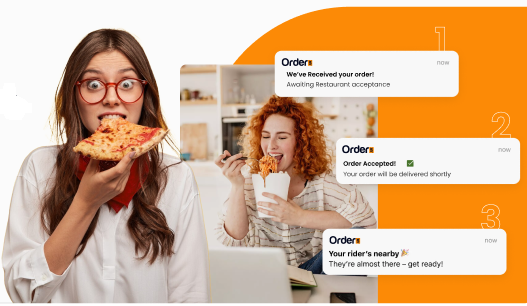 1
Order
now
We've Received your order!
Awaiting Restaurant acceptance
2
Order
now
Order Accepted! ✅
Your order will be delivered shortly
3
Order
now
Your rider's nearby🎉
They're almost there – get ready!